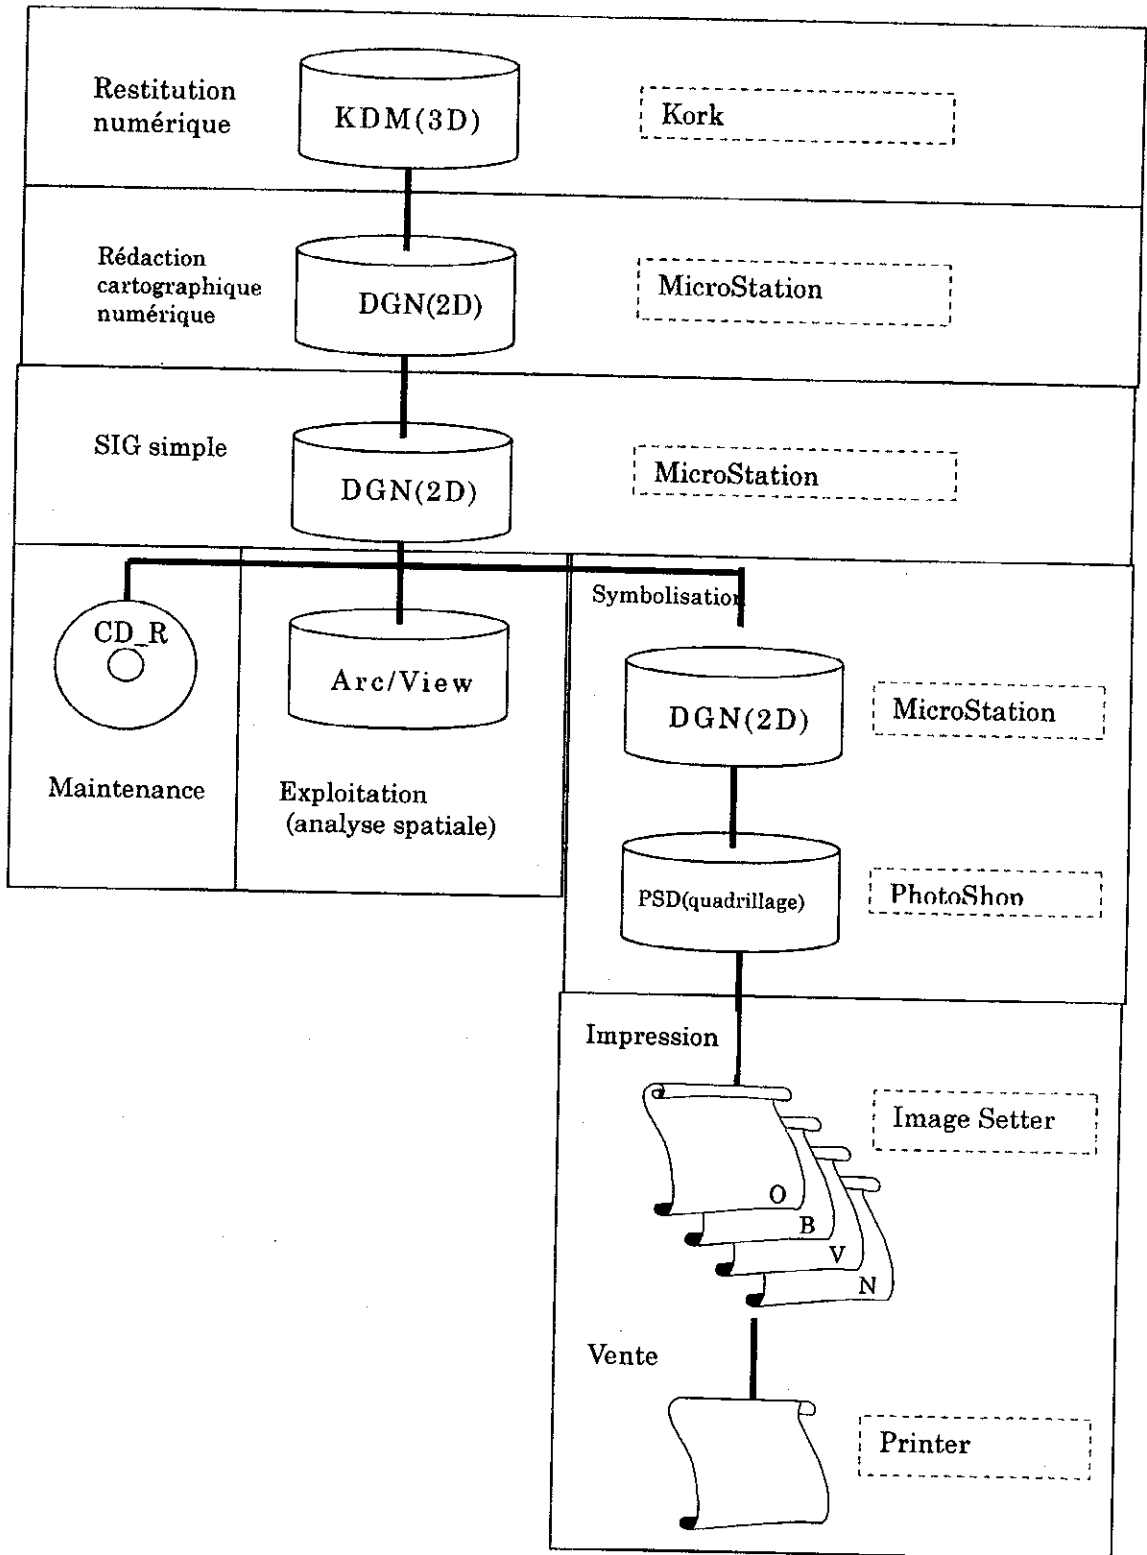 Restitution
numérique
KDM(3D)
Kork
Rédaction
cartographique
numérique
DGN(2D)
MicroStation
SIG simple
DGN(2D)
MicroStation
CD_R
Maintenance
Arc/View
Exploitation
(analyse spatiale)
Symbolisation
DGN(2D)
MicroStation
PSD(quadrillage)
PhotoShop
Impression
Image Setter
O
B
V
N
Vente
Printer